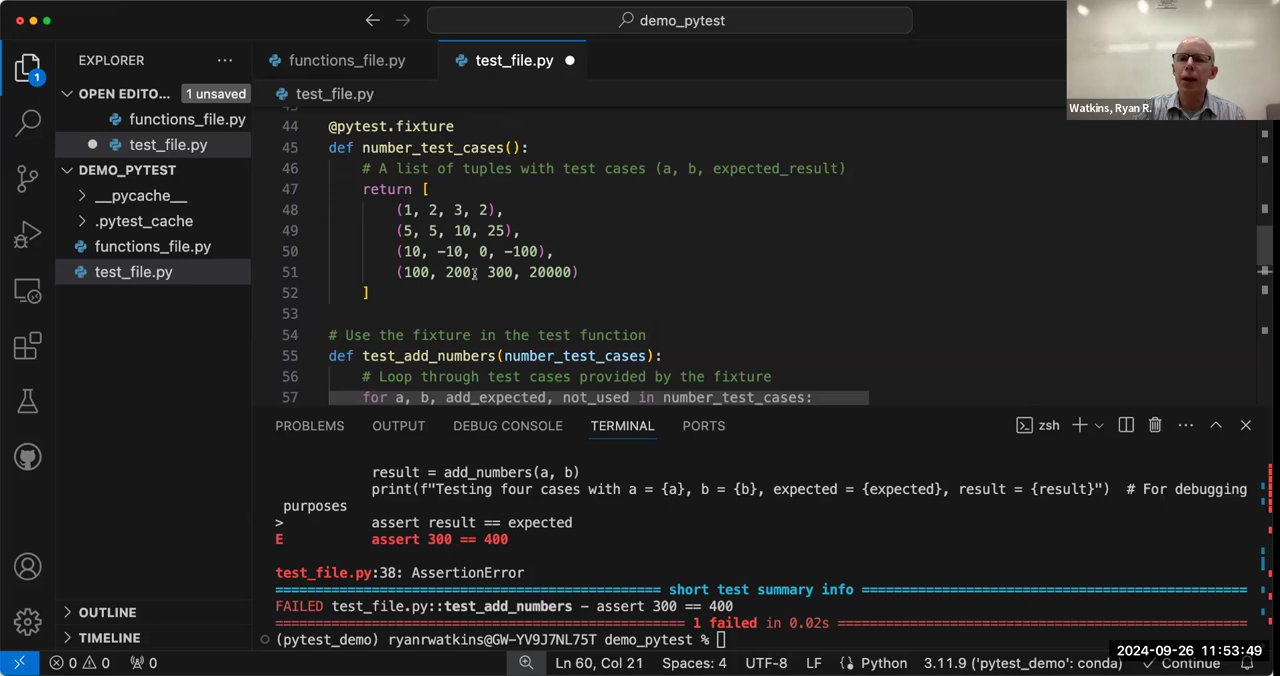 demo_pytest
EXPLORER
functions_file.py
test_file.py
Watkins, Ryan R.
1
OPEN EDITO...
1 unsaved
functions_file.py
test_file.py
DEMO_PYTEST
__pycache__
.pytest_cache
functions_file.py
test_file.py
OUTLINE
TIMELINE
test_file.py
44 @pytest.fixture
45 def number_test_cases():
46 # A list of tuples with test cases (a, b, expected_result)
47 return [
48 (1, 2, 3, 2),
49 (5, 5, 10, 25),
50 (10, -10, 0, -100),
51 (100, 200, 300, 20000)
52 ]
53
54 # Use the fixture in the test function
55 def test_add_numbers(number_test_cases):
56 # Loop through test cases provided by the fixture
57 for a, b, add_expected, not_used in number_test_cases:
PROBLEMS OUTPUT DEBUG CONSOLE TERMINAL PORTS zsh
result = add_numbers(a, b)
print(f"Testing four cases with a = {a}, b = {b}, expected = {expected}, result = {result}") # For debugging
purposes
> assert result == expected
E assert 300 == 400
test_file.py:38: AssertionError
=== short test summary info ===
FAILED test_file.py::test_add_numbers - assert 300 == 400
=== 1 failed in 0.02s ===
(pytest_demo) ryanrwatkins@GW-YV9J7NL75T demo_pytest %
2024-09-26 11:53:49
0 0 0 Ln 60, Col 21 Spaces: 4 UTF-8 LF Python 3.11.9 ('pytest_demo': conda) Continue